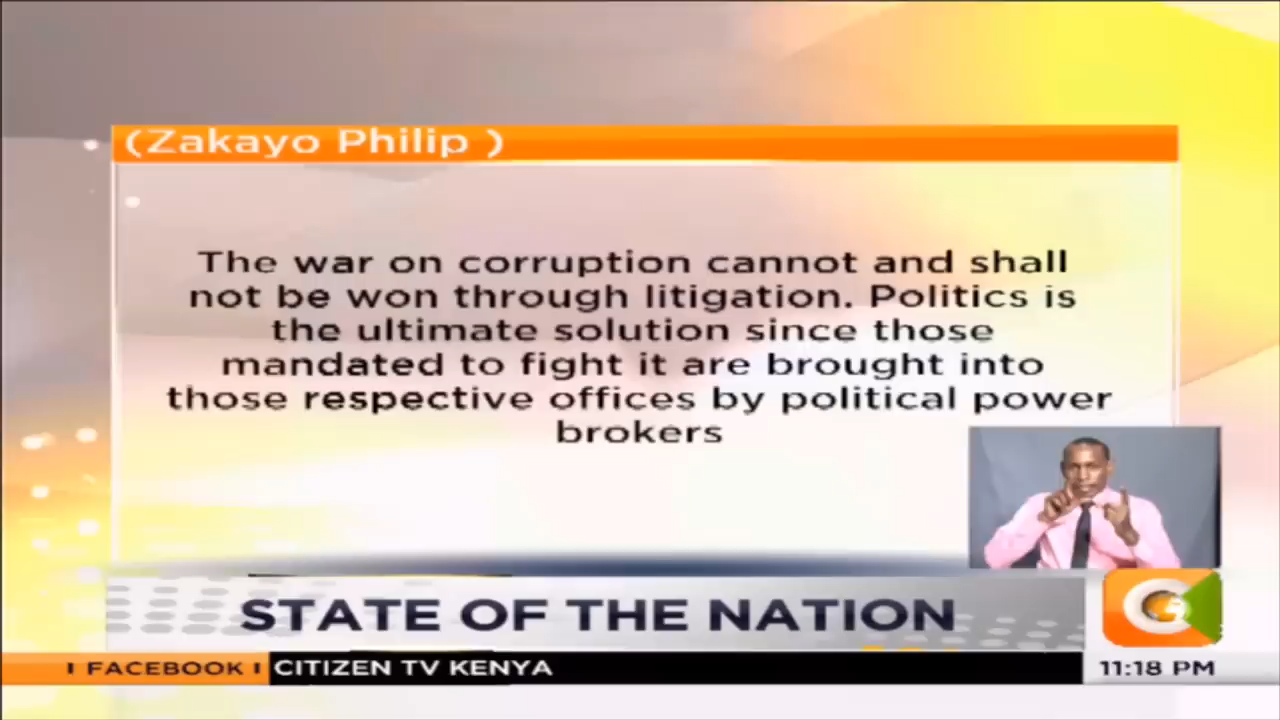 (Zakayo Philip )
The war on corruption cannot and shall
not be won through litigation. Politics is
the ultimate solution since those
mandated to fight it are brought into
those respective offices by political power
brokers
STATE OF THE NATION
I FACEBOOK I CITIZEN TV KENYA
11:18 PM